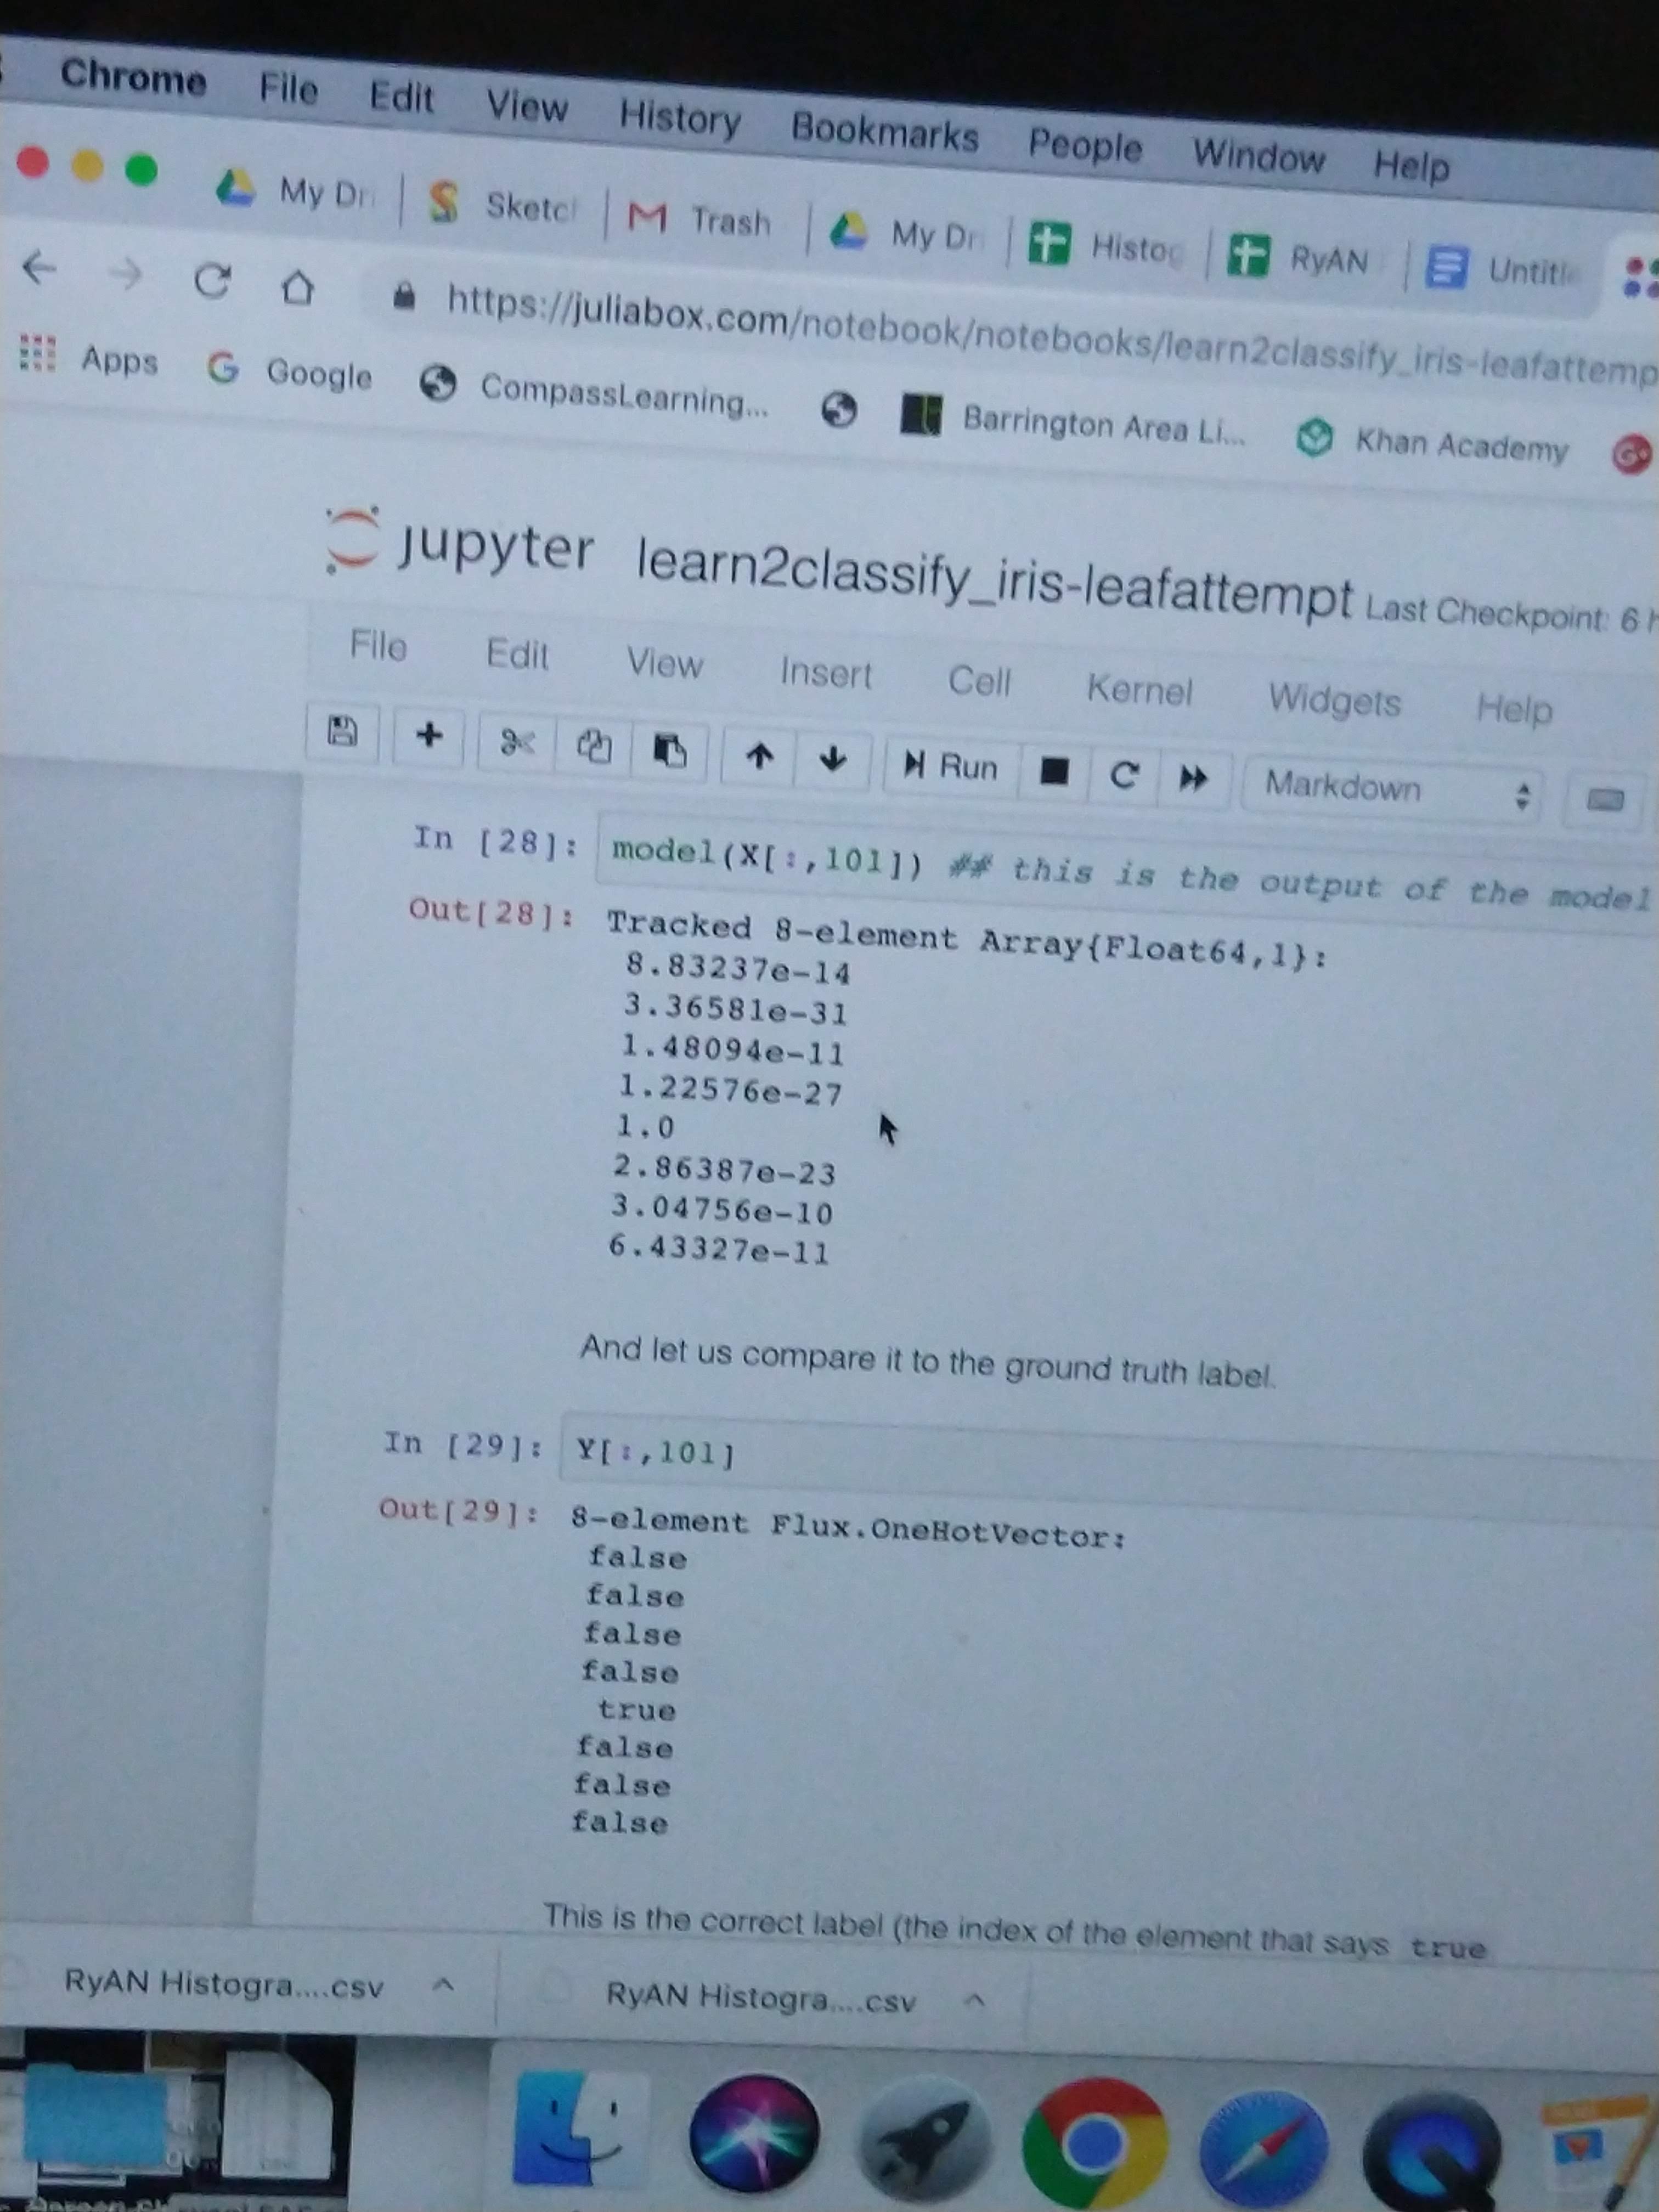 Chrome File Edit View History Bookmarks People Window Help
My Dri Sketch Trash My Dri Histog RyAN Untitle
https://juliabox.com/notebook/notebooks/learn2classify_iris-leafattemp
Apps Google CompassLearning... Barrington Area Li... Khan Academy
jupyter learn2classify_iris-leafattempt Last Checkpoint: 6 h
File Edit View Insert Cell Kernel Widgets Help
Run Markdown
In [28]: model(X[:,101]) ## this is the output of the model
Out[28]: Tracked 8-element Array{Float64,1}:
8.83237e-14
3.36581e-31
1.48094e-11
1.22576e-27
1.0
2.86387e-23
3.04756e-10
6.43327e-11
And let us compare it to the ground truth label.
In [29]: Y[:,101]
Out[29]: 8-element Flux.OneHotVector:
false
false
false
false
true
false
false
false
This is the correct label (the index of the element that says true
RyAN Histogra....csv RyAN Histogra....csv